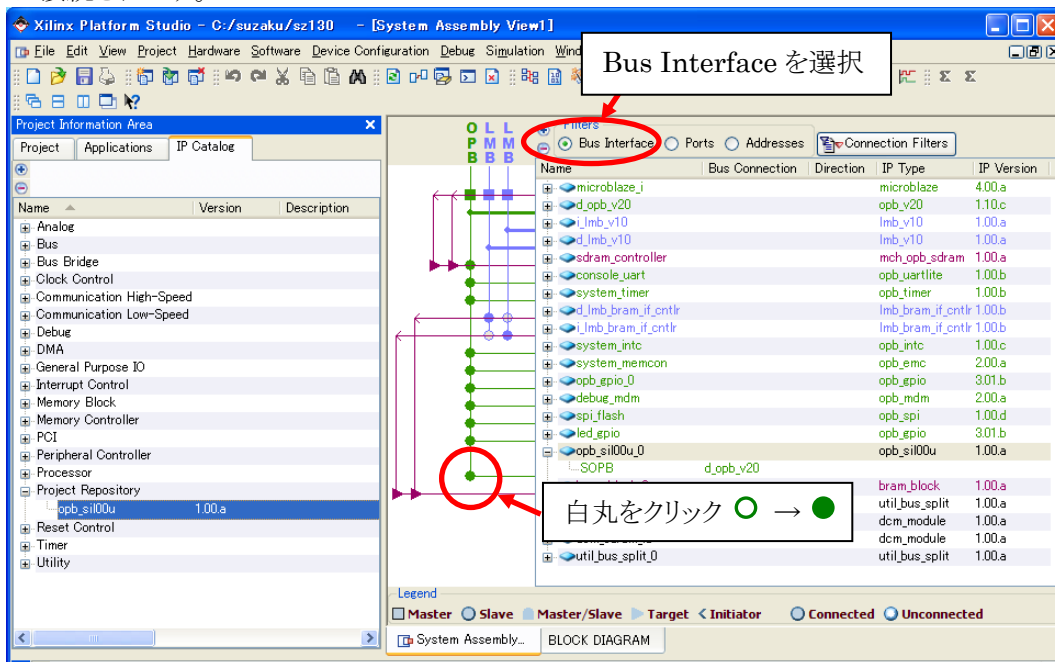 Xilinx Platform Studio - C:/suzaku/sz130 - [System Assembly View1]
File Edit View Project Hardware Software Device Configuration Debug Simulation Wind
Bus Interface を選択
Project Information Area
Project Applications IP Catalog
Name Version Description
Analog
Bus
Bus Bridge
Clock Control
Communication High-Speed
Communication Low-Speed
Debug
DMA
General Purpose IO
Interrupt Control
Memory Block
Memory Controller
PCI
Peripheral Controller
Processor
Project Repository
opb_sil00u 1.00.a
Reset Control
Timer
Utility
O L L
P M M
B B B
Filters
Bus Interface Ports Addresses Connection Filters
Name Bus Connection Direction IP Type IP Version
microblaze_i microblaze 4.00.a
d_opb_v20 opb_v20 1.10.c
i_lmb_v10 lmb_v10 1.00.a
d_lmb_v10 lmb_v10 1.00.a
sdram_controller mch_opb_sdram 1.00.a
console_uart opb_uartlite 1.00.b
system_timer opb_timer 1.00.b
d_lmb_bram_if_cntlr lmb_bram_if_cntlr 1.00.b
i_lmb_bram_if_cntlr lmb_bram_if_cntlr 1.00.b
system_intc opb_intc 1.00.c
system_memcon opb_emc 2.00.a
opb_gpio_0 opb_gpio 3.01.b
debug_mdm opb_mdm 2.00.a
spi_flash opb_spi 1.00.d
led_gpio opb_gpio 3.01.b
opb_sil00u_0 opb_sil00u 1.00.a
SOPB d_opb_v20
bram_block 1.00.a
util_bus_split 1.00.a
dcm_module 1.00.a
dcm_module 1.00.a
util_bus_split_0 util_bus_split 1.00.a
白丸をクリック ○ → ●
Legend
Master Slave Master/Slave Target Initiator Connected Unconnected
System Assembly... BLOCK DIAGRAM